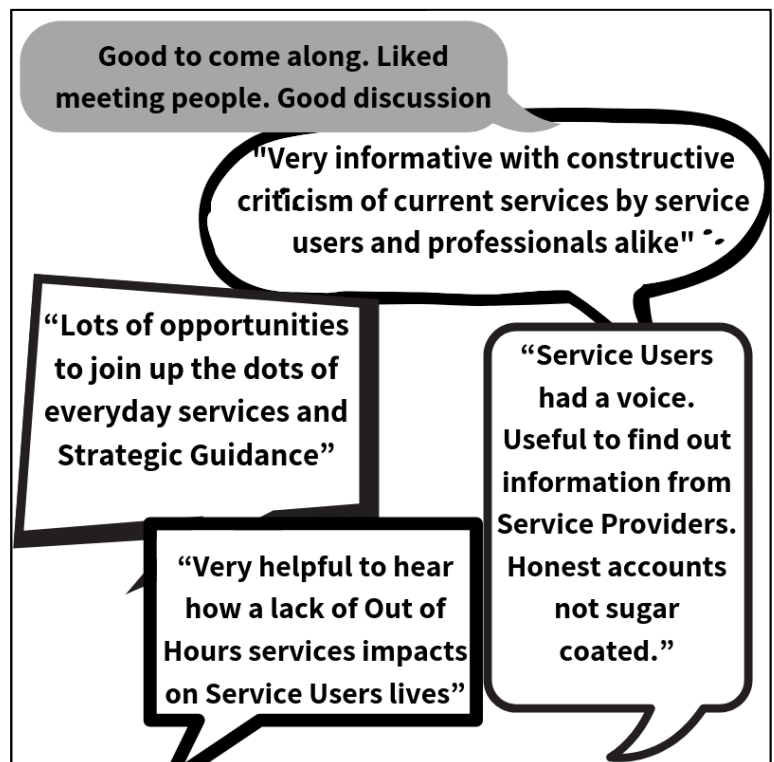 Good to come along. Liked
meeting people. Good discussion
"Very informative with constructive
criticism of current services by service
users and professionals alike"
“Lots of opportunities
to join up the dots of
everyday services and
Strategic Guidance”
“Service Users
had a voice.
Useful to find out
information from
Service Providers.
Honest accounts
not sugar
coated.”
“Very helpful to hear
how a lack of Out of
Hours services impacts
on Service Users lives”